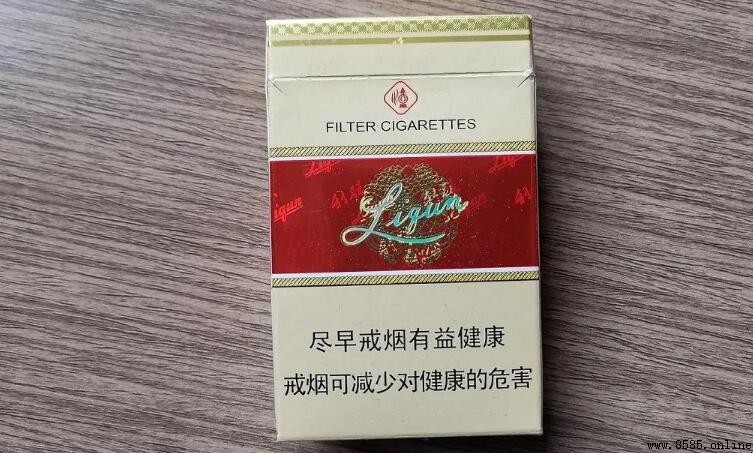 FILTER CIGARETTES
Liqun
尽早戒烟有益健康
戒烟可减少对健康的危害
www.8585.online